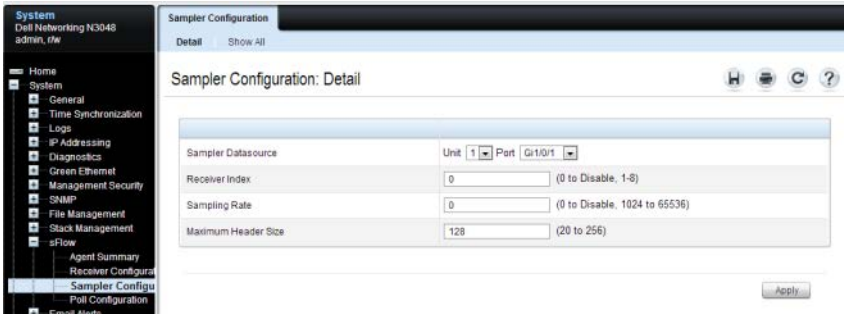 System
Dell Networking N3048
admin, r/w
Home
System
General
Time Synchronization
Logs
IP Addressing
Diagnostics
Green Ethernet
Management Security
SNMP
File Management
Stack Management
sFlow
Agent Summary
Receiver Configurat
Sampler Configu
Poll Configuration
Email Alerts
Sampler Configuration
Detail Show All
Sampler Configuration: Detail
Sampler Datasource Unit 1 Port Gi1/0/1
Receiver Index 0 (0 to Disable, 1-8)
Sampling Rate 0 (0 to Disable, 1024 to 65536)
Maximum Header Size 128 (20 to 256)
Apply